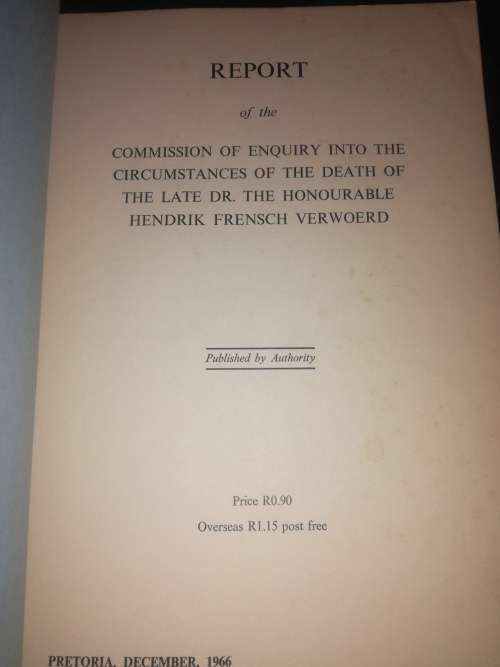 REPORT
of the
COMMISSION OF ENQUIRY INTO THE
CIRCUMSTANCES OF THE DEATH OF
THE LATE DR. THE HONOURABLE
HENDRIK FRENSCH VERWOERD
Published by Authority
Price R0.90
Overseas R1.15 post free
PRETORIA, DECEMBER, 1966